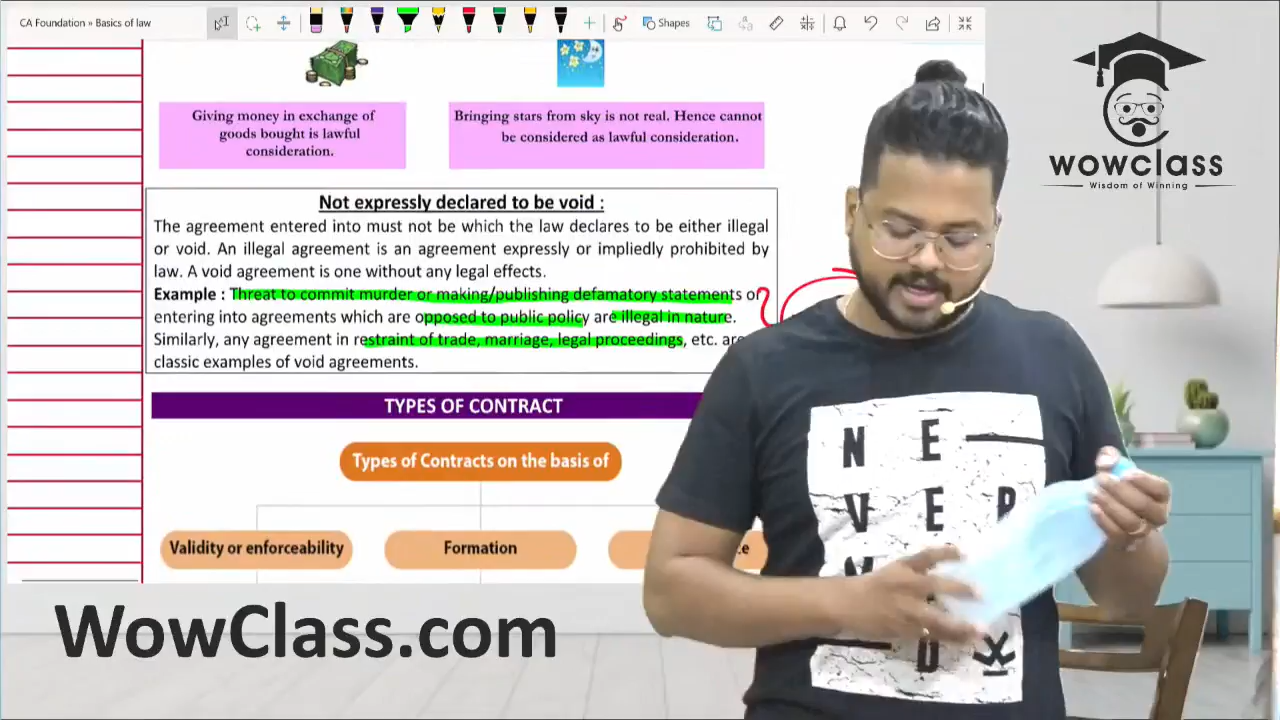 CA Foundation » Basics of law
Shapes
Giving money in exchange of
goods bought is lawful
consideration.
Bringing stars from sky is not real. Hence cannot
be considered as lawful consideration.
wowclass
Wisdom of Winning
Not expressly declared to be void :
The agreement entered into must not be which the law declares to be either illegal
or void. An illegal agreement is an agreement expressly or impliedly prohibited by
law. A void agreement is one without any legal effects.
Example : Threat to commit murder or making/publishing defamatory statements or
entering into agreements which are opposed to public policy are illegal in nature.
Similarly, any agreement in restraint of trade, marriage, legal proceedings, etc. are
classic examples of void agreements.
TYPES OF CONTRACT
Types of Contracts on the basis of
Validity or enforceability
Formation
N E
V E R
WowClass.com